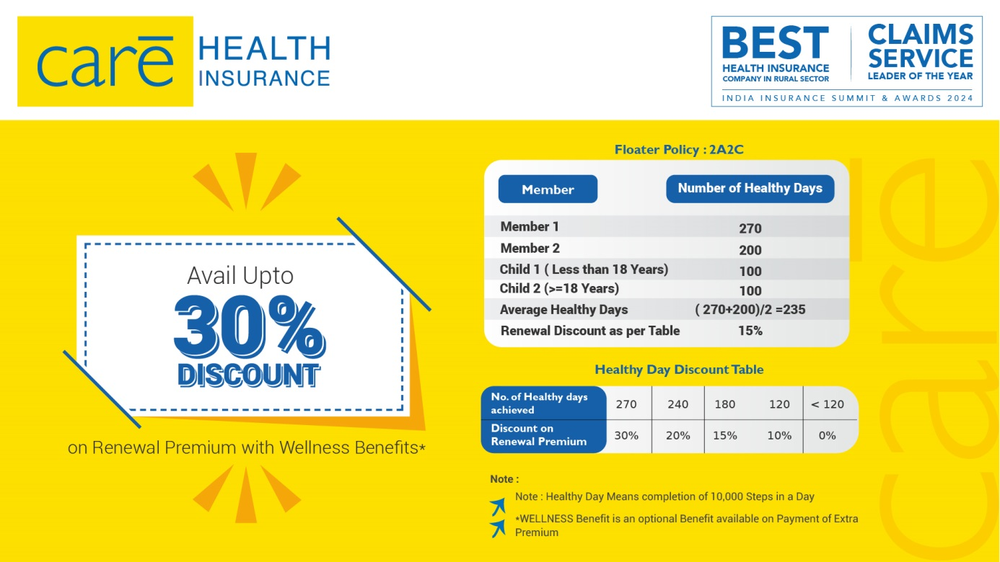 carē HEALTH
INSURANCE
BEST
HEALTH INSURANCE
COMPANY IN RURAL SECTOR
CLAIMS
SERVICE
LEADER OF THE YEAR
INDIA INSURANCE SUMMIT & AWARDS 2024
Avail Upto
30%
DISCOUNT
on Renewal Premium with Wellness Benefits*
Floater Policy : 2A2C
Member Number of Healthy Days
Member 1 270
Member 2 200
Child 1 ( Less than 18 Years) 100
Child 2 (>=18 Years) 100
Average Healthy Days ( 270+200)/2 =235
Renewal Discount as per Table 15%
Healthy Day Discount Table
No. of Healthy days
achieved 270 240 180 120 < 120
Discount on
Renewal Premium 30% 20% 15% 10% 0%
Note :
Note : Healthy Day Means completion of 10,000 Steps in a Day
*WELLNESS Benefit is an optional Benefit available on Payment of Extra
Premium
carē